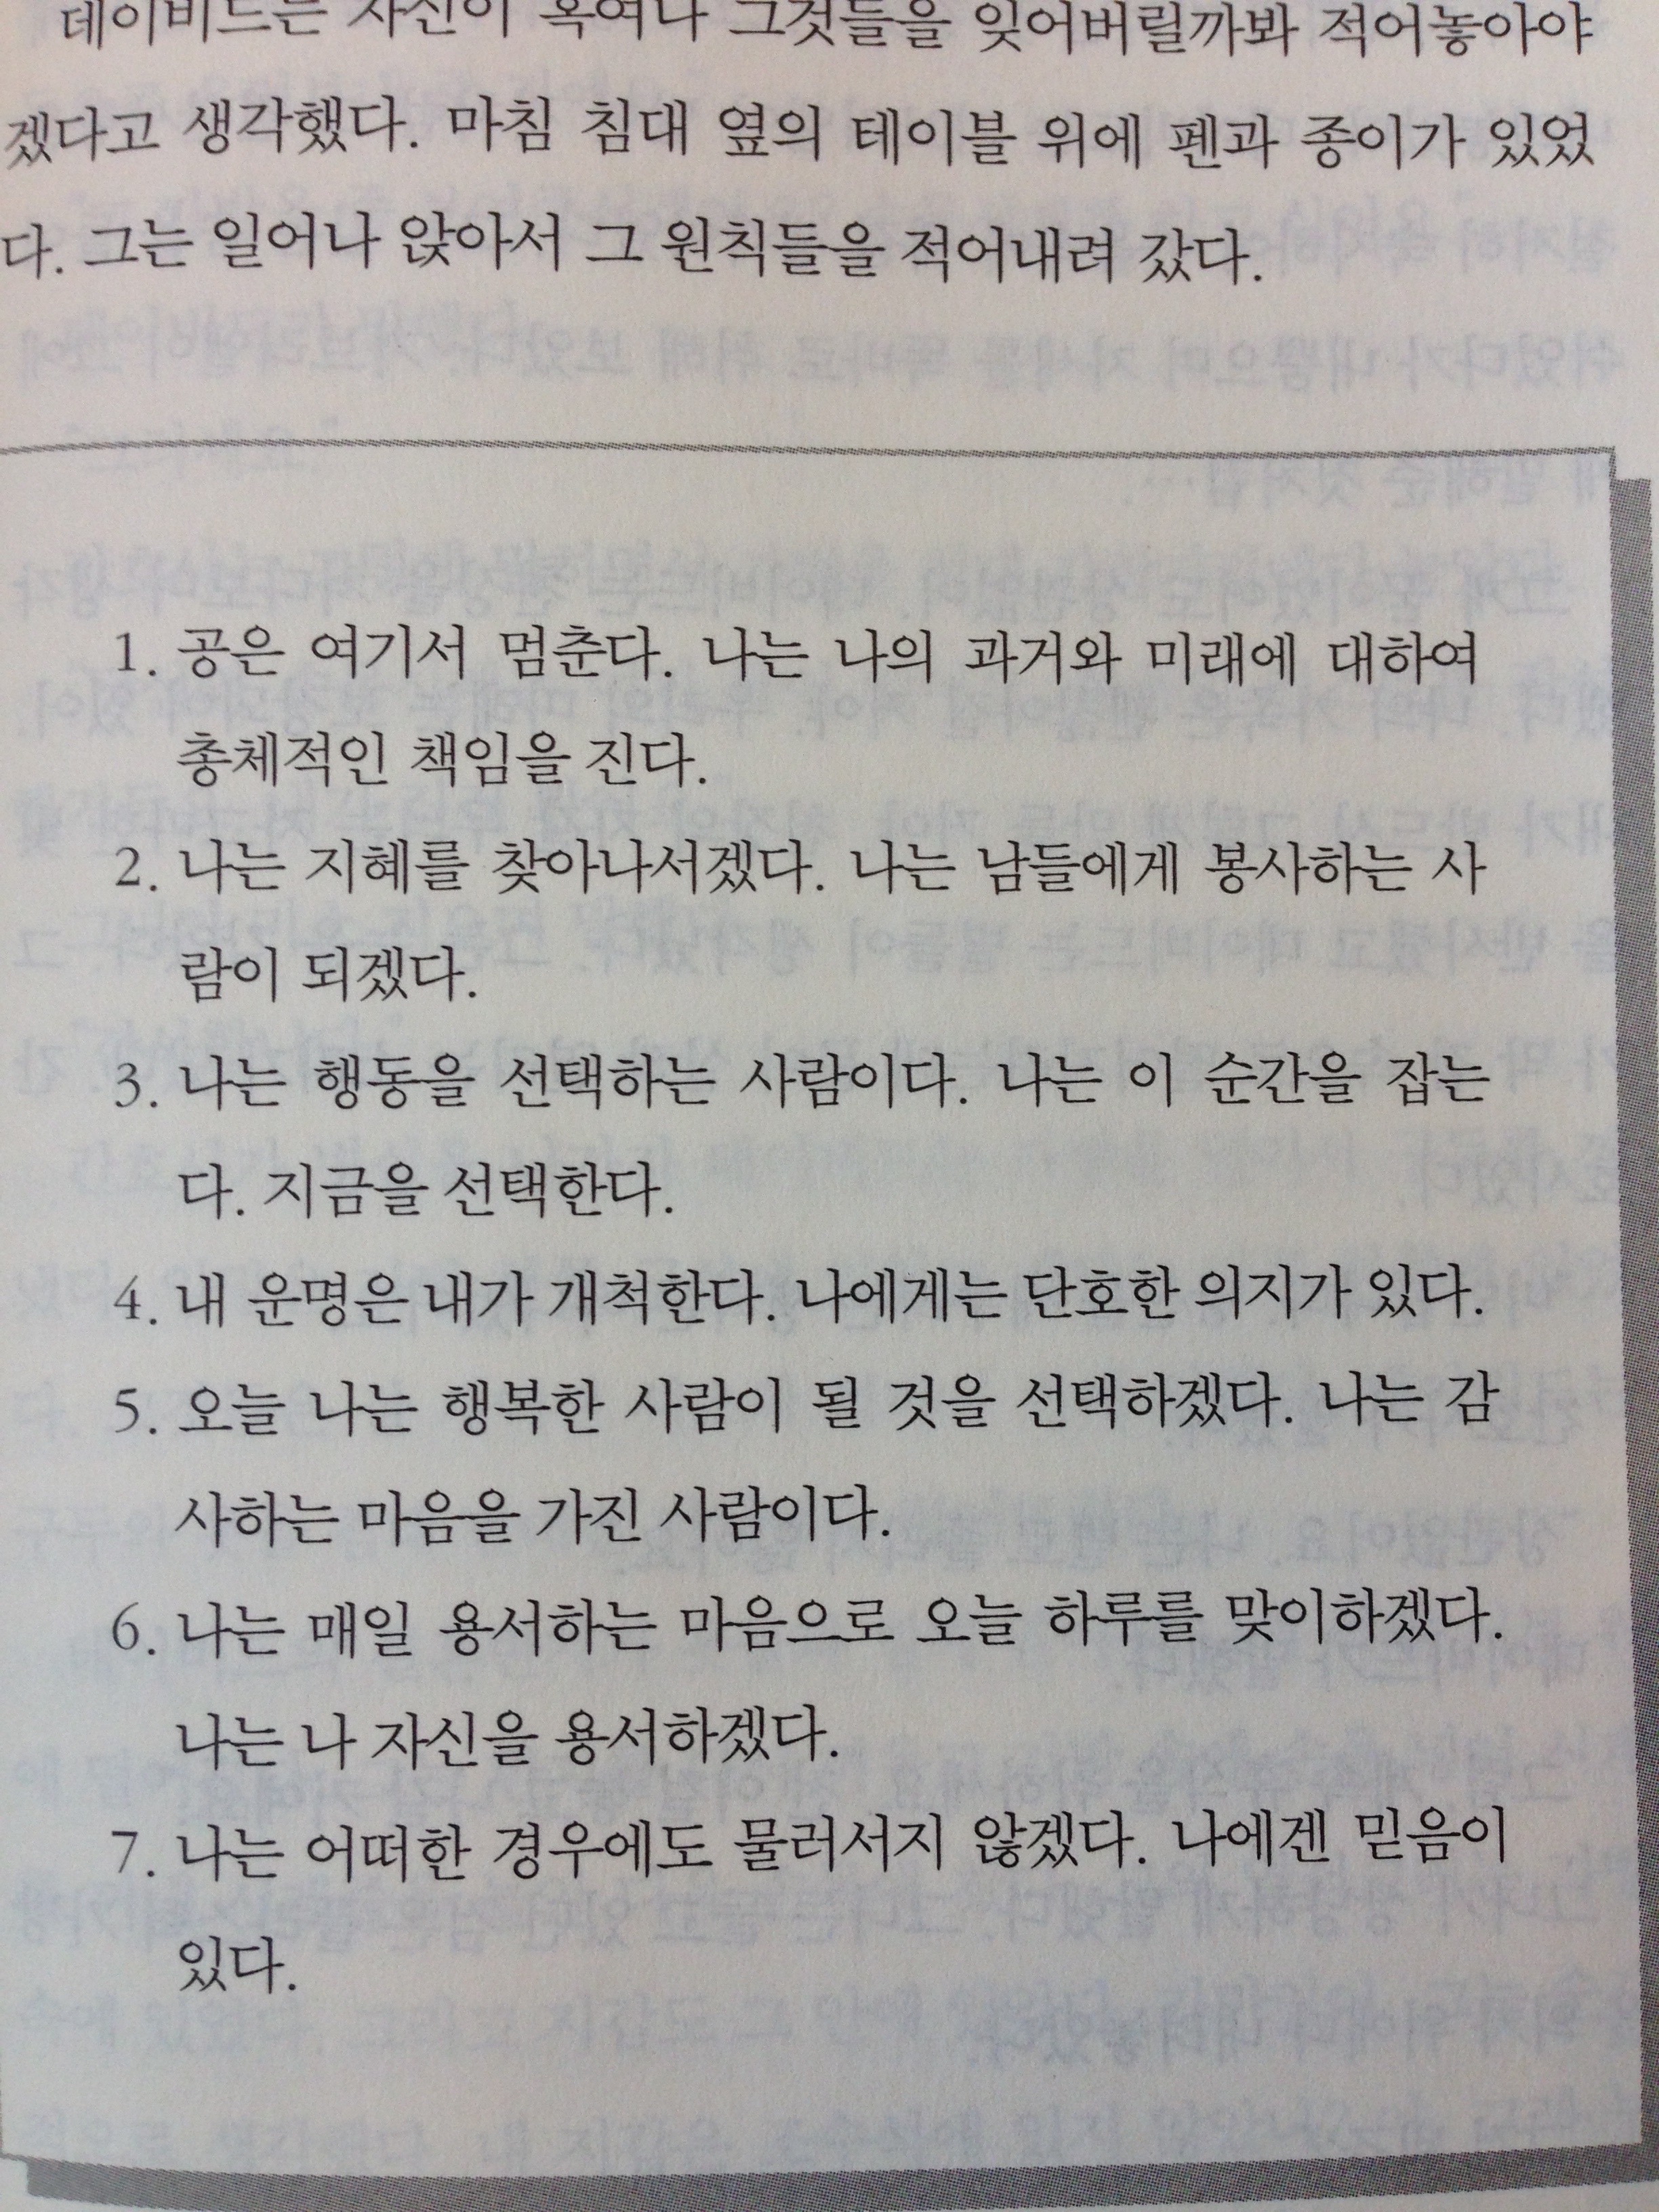 데이비드는 자신이 혹여나 그것들을 잊어버릴까봐 적어놓아야
겠다고 생각했다. 마침 침대 옆의 테이블 위에 펜과 종이가 있었
다. 그는 일어나 앉아서 그 원칙들을 적어내려 갔다.
1. 공은 여기서 멈춘다. 나는 나의 과거와 미래에 대하여
총체적인 책임을 진다.
2. 나는 지혜를 찾아나서겠다. 나는 남들에게 봉사하는 사
람이 되겠다.
3. 나는 행동을 선택하는 사람이다. 나는 이 순간을 잡는
다. 지금을 선택한다.
4. 내 운명은 내가 개척한다. 나에게는 단호한 의지가 있다.
5. 오늘 나는 행복한 사람이 될 것을 선택하겠다. 나는 감
사하는 마음을 가진 사람이다.
6. 나는 매일 용서하는 마음으로 오늘 하루를 맞이하겠다.
나는 나 자신을 용서하겠다.
7. 나는 어떠한 경우에도 물러서지 않겠다. 나에겐 믿음이
있다.